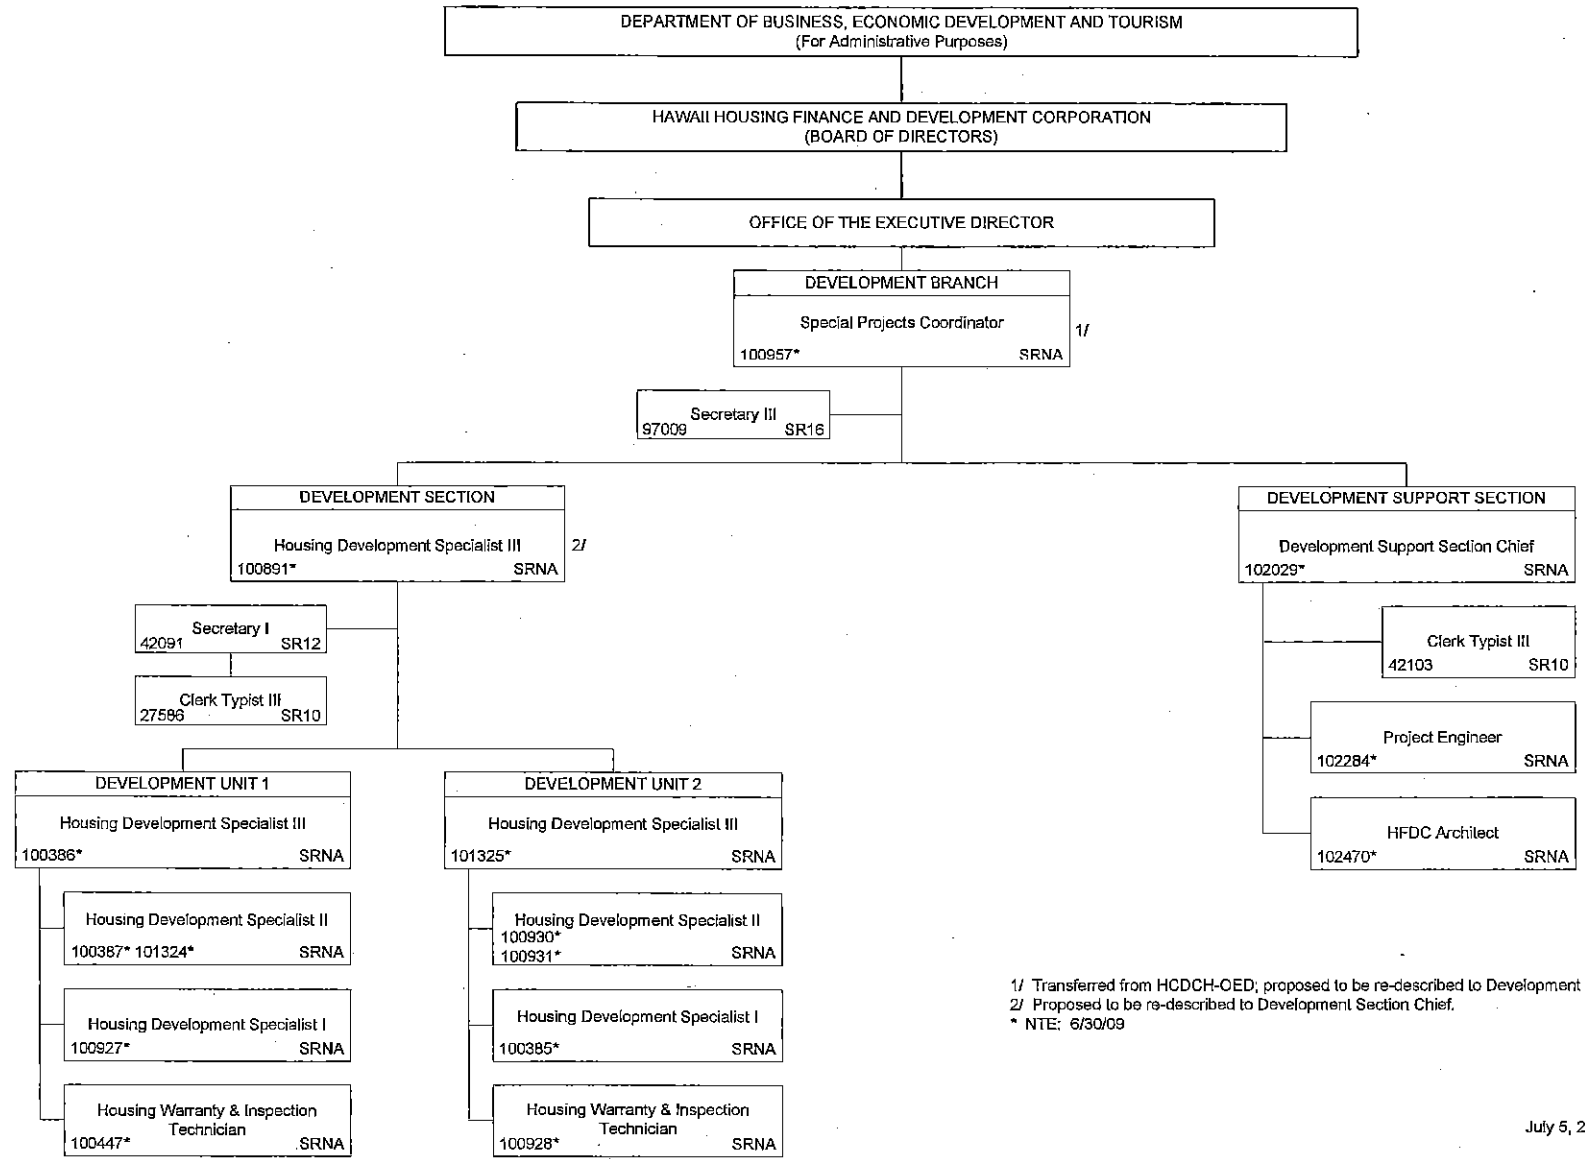 DEPARTMENT OF BUSINESS, ECONOMIC DEVELOPMENT AND TOURISM
(For Administrative Purposes)
HAWAII HOUSING FINANCE AND DEVELOPMENT CORPORATION
(BOARD OF DIRECTORS)
OFFICE OF THE EXECUTIVE DIRECTOR
DEVELOPMENT BRANCH
Special Projects Coordinator
1/
100957* SRNA
Secretary III
97009 SR16
DEVELOPMENT SECTION
Housing Development Specialist III
2/
100891* SRNA
Secretary I
42091 SR12
Clerk Typist III
27586 SR10
DEVELOPMENT UNIT 1
Housing Development Specialist III
100386* SRNA
Housing Development Specialist II
100387* 101324* SRNA
Housing Development Specialist I
100927* SRNA
Housing Warranty & Inspection
Technician
100447* SRNA
DEVELOPMENT UNIT 2
Housing Development Specialist III
101325* SRNA
Housing Development Specialist II
100930*
100931* SRNA
Housing Development Specialist I
100385* SRNA
Housing Warranty & Inspection
Technician
100928* SRNA
DEVELOPMENT SUPPORT SECTION
Development Support Section Chief
102029* SRNA
Clerk Typist III
42103 SR10
Project Engineer
102284* SRNA
HFDC Architect
102470* SRNA
1/ Transferred from HCDCH-OED; proposed to be re-described to Development
2/ Proposed to be re-described to Development Section Chief.
* NTE: 6/30/09
July 5, 2